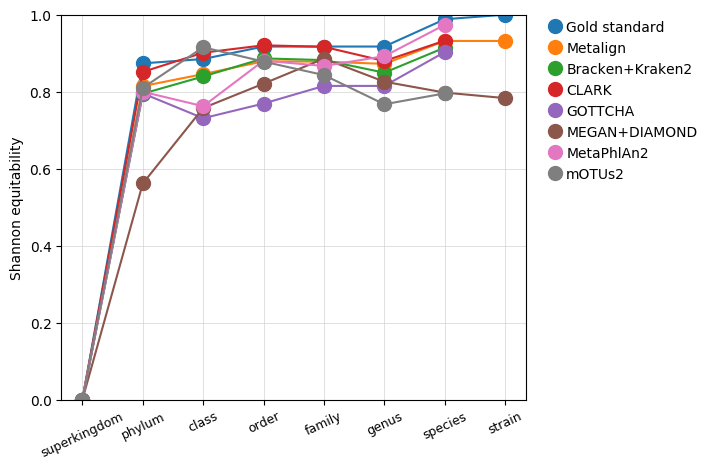 Shannon equitability
1.0
0.8
0.6
0.4
0.2
0.0
superkingdom
phylum
class
order
family
genus
species
strain
Gold standard
Metalign
Bracken+Kraken2
CLARK
GOTTCHA
MEGAN+DIAMOND
MetaPhlAn2
mOTUs2